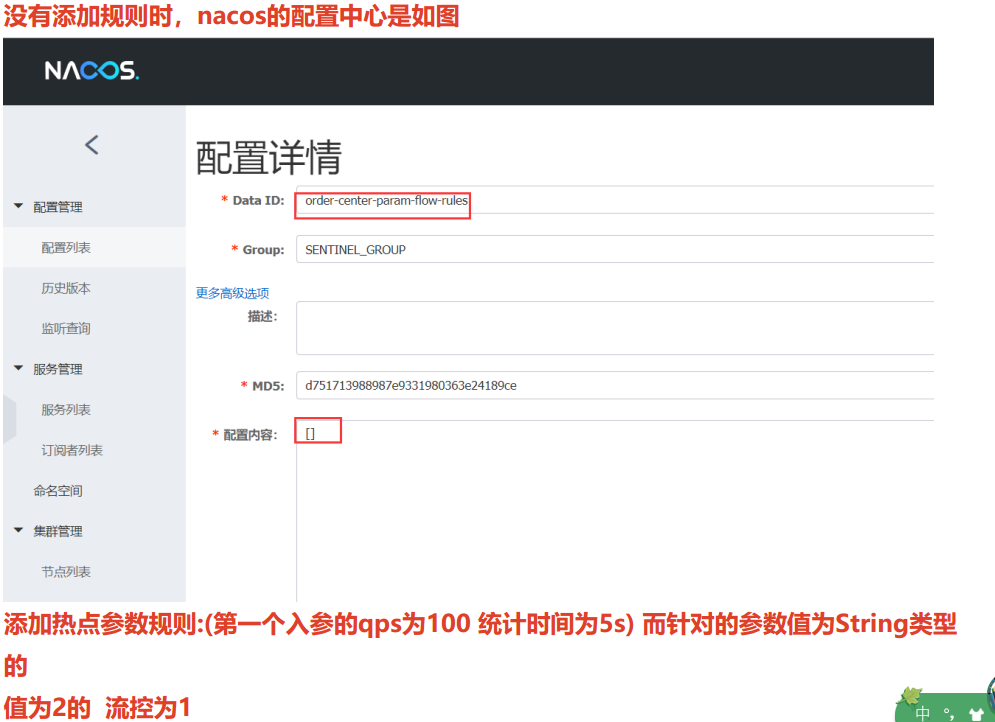 没有添加规则时，nacos的配置中心是如图
NACOS.
配置详情
* Data ID: order-center-param-flow-rules
配置管理
* Group: SENTINEL_GROUP
配置列表
历史版本
更多高级选项
描述：
监听查询
服务管理
* MD5: d751713988987e9331980363e24189ce
服务列表
* 配置内容： []
订阅者列表
命名空间
集群管理
节点列表
添加热点参数规则:(第一个入参的qps为100 统计时间为5s) 而针对的参数值为String类型
的
值为2的 流控为1
中 °,